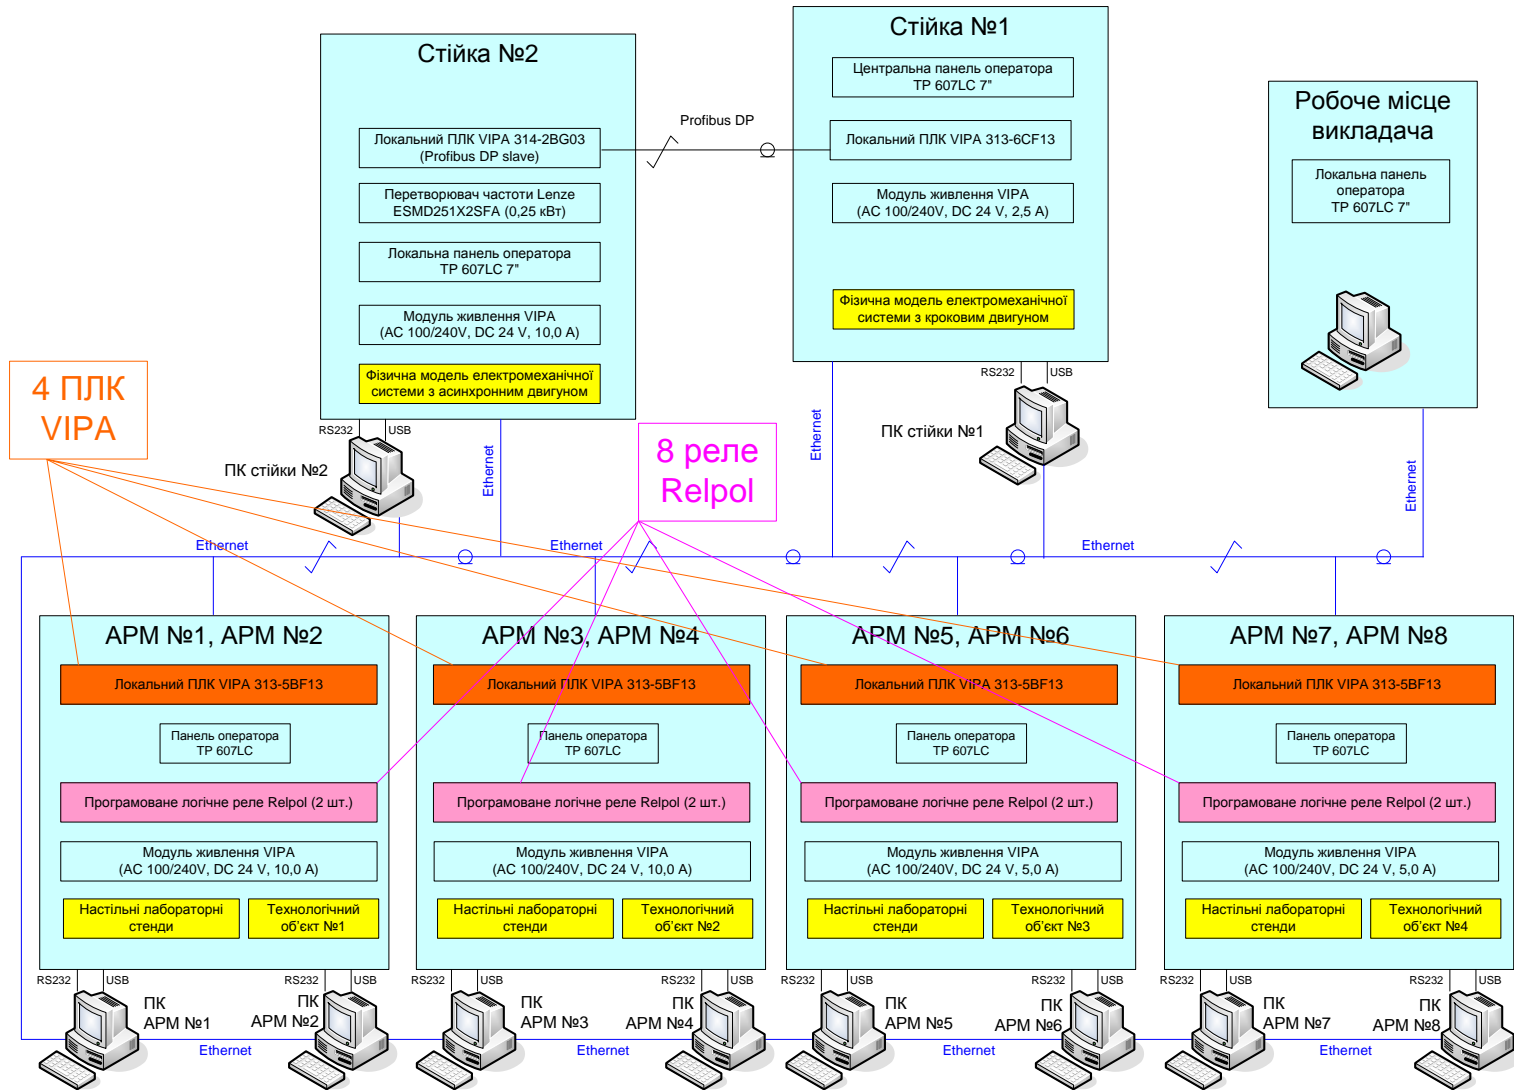 Стійка №2
Локальний ПЛК VIPA 314-2BG03
(Profibus DP slave)
Перетворювач частоти Lenze
ESMD251X2SFA (0,25 кВт)
Локальна панель оператора
TP 607LC 7"
Модуль живлення VIPA
(AC 100/240V, DC 24 V, 10,0 A)
Фізична модель електромеханічної
системи з асинхронним двигуном
RS232
USB
ПК стійки №2
Ethernet
Profibus DP
Стійка №1
Центральна панель оператора
TP 607LC 7"
Локальний ПЛК VIPA 313-6CF13
Модуль живлення VIPA
(AC 100/240V, DC 24 V, 2,5 A)
Фізична модель електромеханічної
системи з кроковим двигуном
RS232
USB
ПК стійки №1
Ethernet
Робоче місце
викладача
Локальна панель
оператора
TP 607LC 7"
Ethernet
4 ПЛК
VIPA
8 реле
Relpol
Ethernet
Ethernet
Ethernet
Ethernet
АРМ №1, АРМ №2
Локальний ПЛК VIPA 313-5BF13
Панель оператора
TP 607LC
Програмоване логічне реле Relpol (2 шт.)
Модуль живлення VIPA
(AC 100/240V, DC 24 V, 10,0 A)
Настільні лабораторні
стенди
Технологічний
об'єкт №1
RS232
USB
RS232
USB
ПК
АРМ №1
ПК
АРМ №2
Ethernet
АРМ №3, АРМ №4
Локальний ПЛК VIPA 313-5BF13
Панель оператора
TP 607LC
Програмоване логічне реле Relpol (2 шт.)
Модуль живлення VIPA
(AC 100/240V, DC 24 V, 10,0 A)
Настільні лабораторні
стенди
Технологічний
об'єкт №2
RS232
USB
RS232
USB
ПК
АРМ №3
ПК
АРМ №4
Ethernet
АРМ №5, АРМ №6
Локальний ПЛК VIPA 313-5BF13
Панель оператора
TP 607LC
Програмоване логічне реле Relpol (2 шт.)
Модуль живлення VIPA
(AC 100/240V, DC 24 V, 5,0 A)
Настільні лабораторні
стенди
Технологічний
об'єкт №3
RS232
USB
RS232
USB
ПК
АРМ №5
ПК
АРМ №6
Ethernet
АРМ №7, АРМ №8
Локальний ПЛК VIPA 313-5BF13
Панель оператора
TP 607LC
Програмоване логічне реле Relpol (2 шт.)
Модуль живлення VIPA
(AC 100/240V, DC 24 V, 5,0 A)
Настільні лабораторні
стенди
Технологічний
об'єкт №4
RS232
USB
RS232
USB
ПК
АРМ №7
ПК
АРМ №8
Ethernet